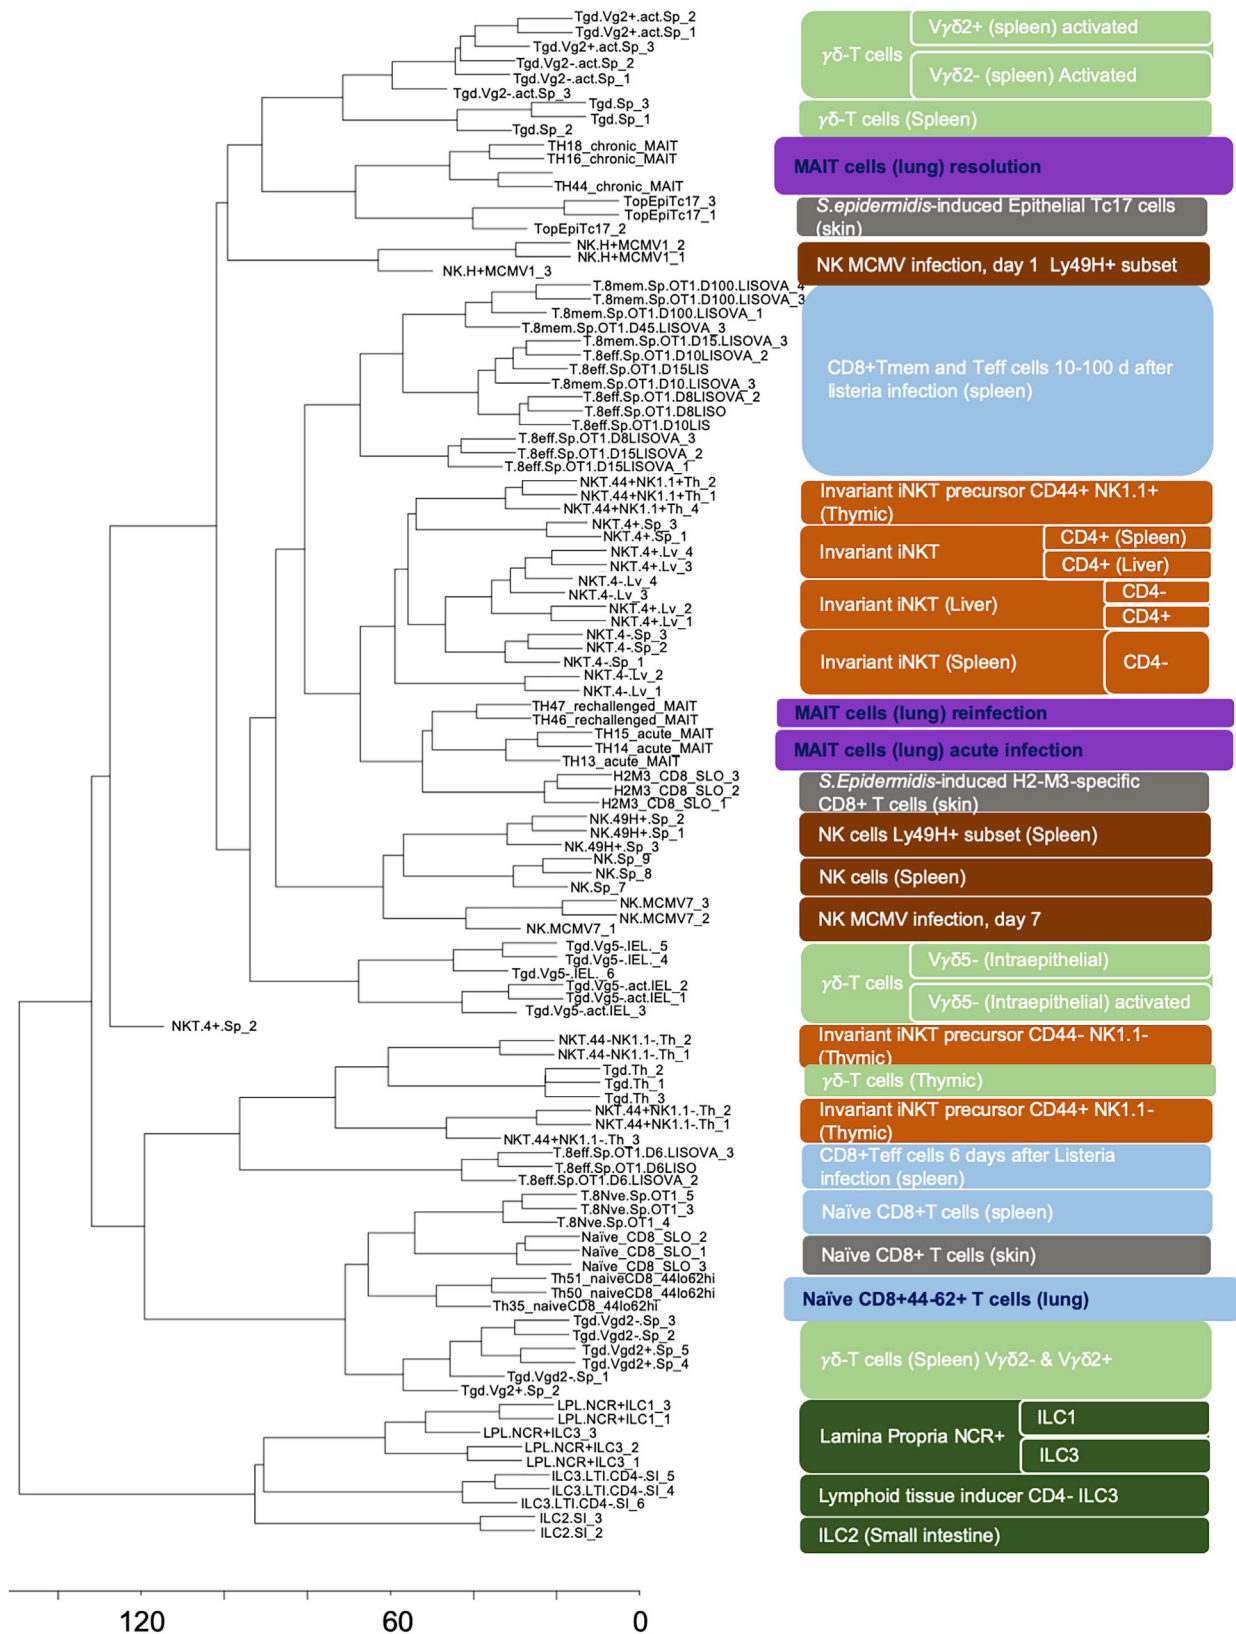 Tgd.Vg2+.act.Sp_2
Tgd.Vg2+.act.Sp_1
Tgd.Vg2+.act.Sp_3
Tgd.Vg2-.act.Sp_2
Tgd.Vg2-.act.Sp_1
Tgd.Vg2-.act.Sp_3
Tgd.Sp_3
Tgd.Sp_1
Tgd.Sp_2
TH18_chronic_MAIT
TH16_chronic_MAIT
TH44_chronic_MAIT
TopEpiTc17_3
TopEpiTc17_1
TopEpiTc17_2
NK.H+MCMV1_2
NK.H+MCMV1_1
NK.H+MCMV1_3
T.8mem.Sp.OT1.D100.LISOVA_4
T.8mem.Sp.OT1.D100.LISOVA_3
T.8mem.Sp.OT1.D100.LISOVA_1
T.8mem.Sp.OT1.D45.LISOVA_3
T.8mem.Sp.OT1.D15.LISOVA_3
T.8eff.Sp.OT1.D10LISOVA_2
T.8eff.Sp.OT1.D15LIS
T.8mem.Sp.OT1.D10.LISOVA_3
T.8eff.Sp.OT1.D8LISOVA_2
T.8eff.Sp.OT1.D8LISO
T.8eff.Sp.OT1.D10LIS
T.8eff.Sp.OT1.D8LISOVA_3
T.8eff.Sp.OT1.D15LISOVA_2
T.8eff.Sp.OT1.D15LISOVA_1
NKT.44+NK1.1+Th_2
NKT.44+NK1.1+Th_1
NKT.44+NK1.1+Th_4
NKT.4+.Sp_3
NKT.4+.Sp_1
NKT.4+.Lv_4
NKT.4+.Lv_3
NKT.4-.Lv_4
NKT.4-.Lv_3
NKT.4+.Lv_2
NKT.4+.Lv_1
NKT.4-.Sp_3
NKT.4-.Sp_2
NKT.4-.Sp_1
NKT.4-.Lv_2
NKT.4-.Lv_1
TH47_rechallenged_MAIT
TH46_rechallenged_MAIT
TH15_acute_MAIT
TH14_acute_MAIT
TH13_acute_MAIT
H2M3_CD8_SLO_3
H2M3_CD8_SLO_2
H2M3_CD8_SLO_1
NK.49H+.Sp_2
NK.49H+.Sp_1
NK.49H+.Sp_3
NK.Sp_9
NK.Sp_8
NK.Sp_7
NK.MCMV7_3
NK.MCMV7_2
NK.MCMV7_1
Tgd.Vg5-.IEL._5
Tgd.Vg5-.IEL._4
Tgd.Vg5-.IEL._6
Tgd.Vg5-.act.IEL_2
Tgd.Vg5-.act.IEL_1
Tgd.Vg5-.act.IEL_3
NKT.4+.Sp_2
NKT.44-NK1.1-.Th_2
NKT.44-NK1.1-.Th_1
Tgd.Th_2
Tgd.Th_1
Tgd.Th_3
NKT.44+NK1.1-.Th_2
NKT.44+NK1.1-.Th_1
NKT.44+NK1.1-.Th_3
T.8eff.Sp.OT1.D6.LISOVA_3
T.8eff.Sp.OT1.D6LISO
T.8eff.Sp.OT1.D6.LISOVA_2
T.8Nve.Sp.OT1_5
T.8Nve.Sp.OT1_3
T.8Nve.Sp.OT1_4
Naïve_CD8_SLO_2
Naïve_CD8_SLO_1
Naïve_CD8_SLO_3
Th51_naiveCD8_44lo62hi
Th50_naiveCD8_44lo62hi
Th35_naiveCD8_44lo62hi
Tgd.Vgd2-.Sp_3
Tgd.Vgd2-.Sp_2
Tgd.Vgd2+.Sp_5
Tgd.Vgd2+.Sp_4
Tgd.Vgd2-.Sp_1
Tgd.Vg2+.Sp_2
LPL.NCR+ILC1_3
LPL.NCR+ILC1_1
LPL.NCR+ILC3_3
LPL.NCR+ILC3_2
LPL.NCR+ILC3_1
ILC3.LTI.CD4-.SI_5
ILC3.LTI.CD4-.SI_4
ILC3.LTI.CD4-.SI_6
ILC2.SI_3
ILC2.SI_2
120 60 0
γδ-T cells
Vγδ2+ (spleen) activated
Vγδ2- (spleen) Activated
γδ-T cells (Spleen)
MAIT cells (lung) resolution
S.epidermidis-induced Epithelial Tc17 cells
(skin)
NK MCMV infection, day 1 Ly49H+ subset
CD8+Tmem and Teff cells 10-100 d after
listeria infection (spleen)
Invariant iNKT precursor CD44+ NK1.1+
(Thymic)
Invariant iNKT
CD4+ (Spleen)
CD4+ (Liver)
Invariant iNKT (Liver)
CD4-
CD4+
Invariant iNKT (Spleen)
CD4-
MAIT cells (lung) reinfection
MAIT cells (lung) acute infection
S.Epidermidis-induced H2-M3-specific
CD8+ T cells (skin)
NK cells Ly49H+ subset (Spleen)
NK cells (Spleen)
NK MCMV infection, day 7
γδ-T cells
Vγδ5- (Intraepithelial)
Vγδ5- (Intraepithelial) activated
Invariant iNKT precursor CD44- NK1.1-
(Thymic)
γδ-T cells (Thymic)
Invariant iNKT precursor CD44+ NK1.1-
(Thymic)
CD8+Teff cells 6 days after Listeria
infection (spleen)
Naïve CD8+T cells (spleen)
Naïve CD8+ T cells (skin)
Naïve CD8+44-62+ T cells (lung)
γδ-T cells (Spleen) Vγδ2- & Vγδ2+
Lamina Propria NCR+
ILC1
ILC3
Lymphoid tissue inducer CD4- ILC3
ILC2 (Small intestine)